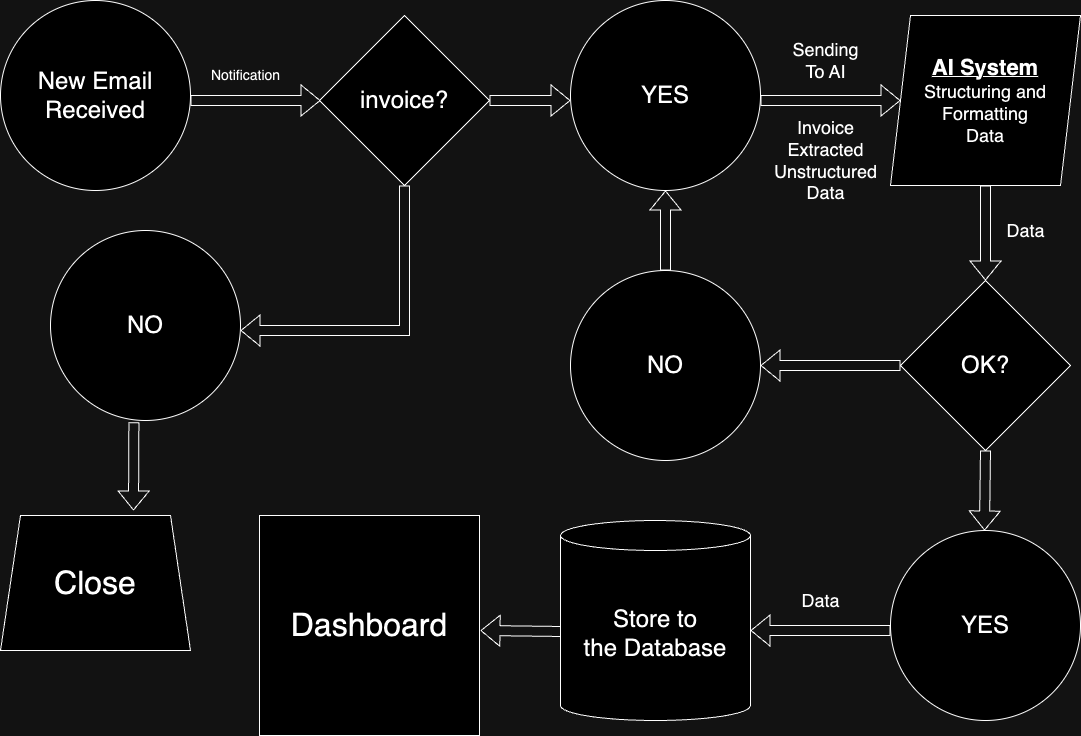 New Email
Received
Notification
invoice?
YES
Sending
To AI
Invoice
Extracted
Unstructured
Data
AI System
Structuring and
Formatting
Data
Data
NO
NO
OK?
Close
Dashboard
Store to
the Database
Data
YES